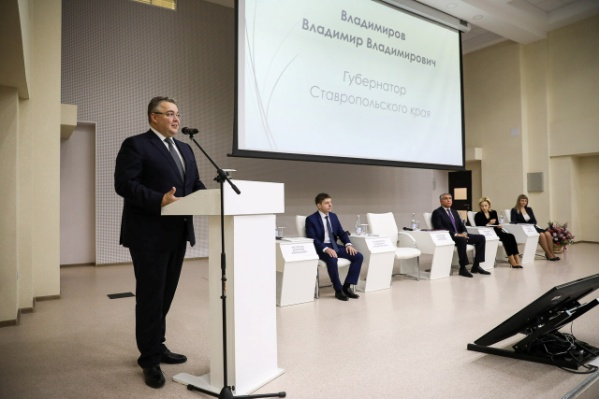 Владимиров
Владимир Владимирович
Губернатор
Ставропольского края